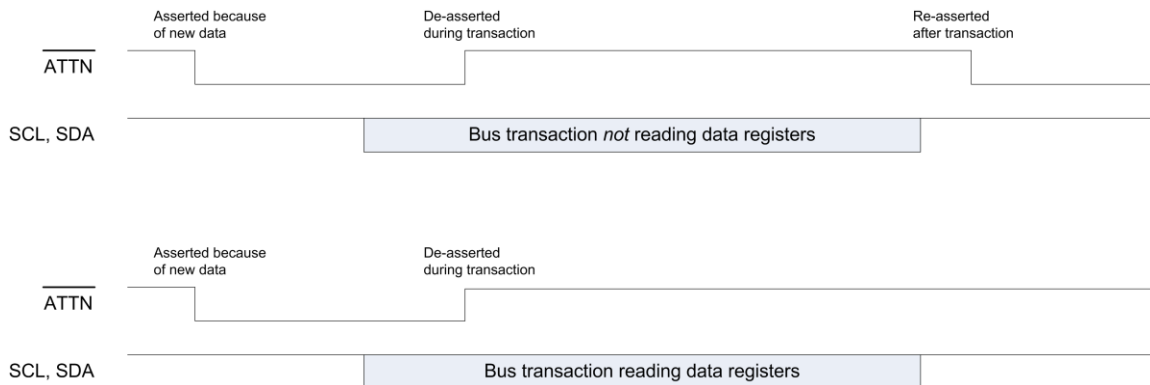 Asserted because
of new data
De-asserted
during transaction
Re-asserted
after transaction
ATTN
SCL, SDA
Bus transaction not reading data registers
Asserted because
of new data
De-asserted
during transaction
ATTN
SCL, SDA
Bus transaction reading data registers